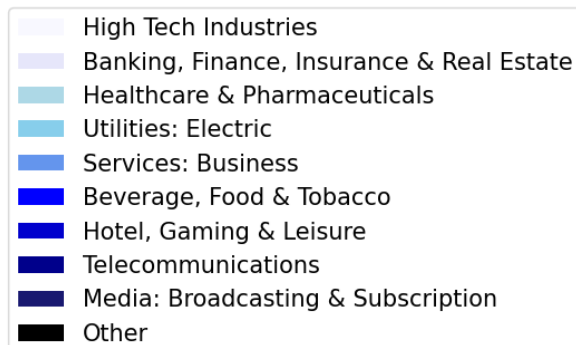 High Tech Industries
Banking, Finance, Insurance & Real Estate
Healthcare & Pharmaceuticals
Utilities: Electric
Services: Business
Beverage, Food & Tobacco
Hotel, Gaming & Leisure
Telecommunications
Media: Broadcasting & Subscription
Other